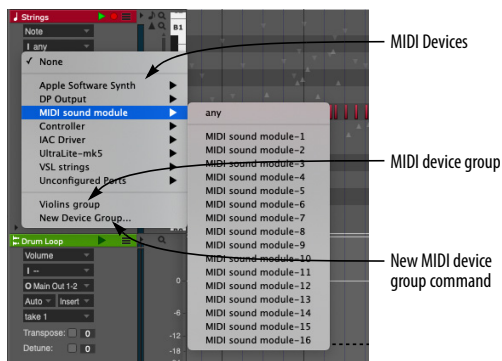 Strings
Note
1 any
B1
✓ None
Apple Software Synth
DP Output
MIDI sound module
Controller
IAC Driver
UltraLite-mk5
VSL strings
Unconfigured Ports
Violins group
New Device Group...
any
MIDI sound module-1
MIDI sound module-2
MIDI sound module-3
MIDI sound module-4
MIDI sound module-5
MIDI sound module-6
MIDI sound module-7
MIDI sound module-8
MIDI sound module-9
MIDI sound module-10
MIDI sound module-11
MIDI sound module-12
MIDI sound module-13
MIDI sound module-14
MIDI sound module-15
MIDI sound module-16
MIDI Devices
MIDI device group
New MIDI device
group command
Drum Loop
Volume
1 --
O Main Out 1-2
Auto Insert
take 1
Transpose: 0
Detune: 0
0
-6
-12
-18